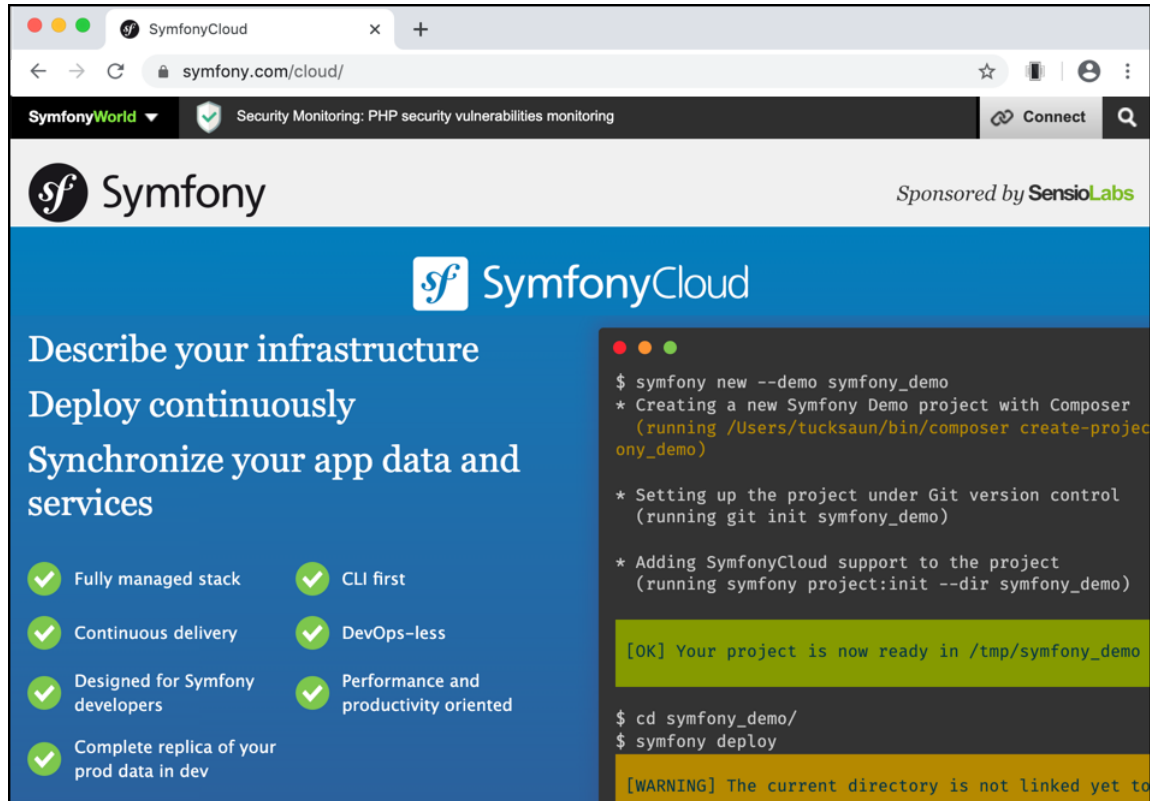 SymfonyCloud
symfony.com/cloud/
SymfonyWorld
Security Monitoring: PHP security vulnerabilities monitoring
Connect
sf Symfony
Sponsored by SensioLabs
sf SymfonyCloud
Describe your infrastructure
Deploy continuously
Synchronize your app data and
services
Fully managed stack
CLI first
Continuous delivery
DevOps-less
Designed for Symfony
developers
Performance and
productivity oriented
Complete replica of your
prod data in dev
$ symfony new --demo symfony_demo
* Creating a new Symfony Demo project with Composer
(running /Users/tucksaun/bin/composer create-projec
ony_demo)
* Setting up the project under Git version control
(running git init symfony_demo)
* Adding SymfonyCloud support to the project
(running symfony project:init --dir symfony_demo)
[OK] Your project is now ready in /tmp/symfony_demo
$ cd symfony_demo/
$ symfony deploy
[WARNING] The current directory is not linked yet to